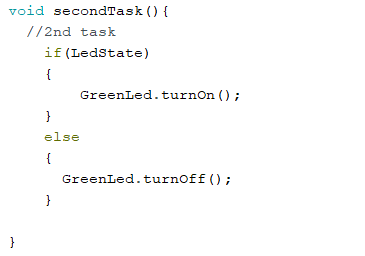 void secondTask(){
  //2nd task
    if(LedState)
    {
        GreenLed.turnOn();
    }
    else
    {
      GreenLed.turnOff();
    }
}